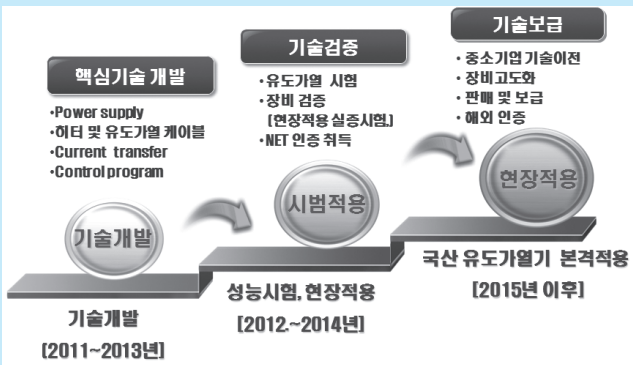 핵심기술 개발
•Power supply
•히터 및 유도가열 케이블
•Current transfer
•Control program
기술개발
기술개발
[2011~2013년]
기술검증
•유도가열 시험
•장비 검증
(현장적용 실증시험,)
•NET 인증 취득
시범적용
성능시험, 현장적용
[2012.~2014년]
기술보급
• 중소기업 기술이전
• 장비고도화
• 판매 및 보급
• 해외 인증
현장적용
국산 유도가열기 본격적용
[2015년 이후]